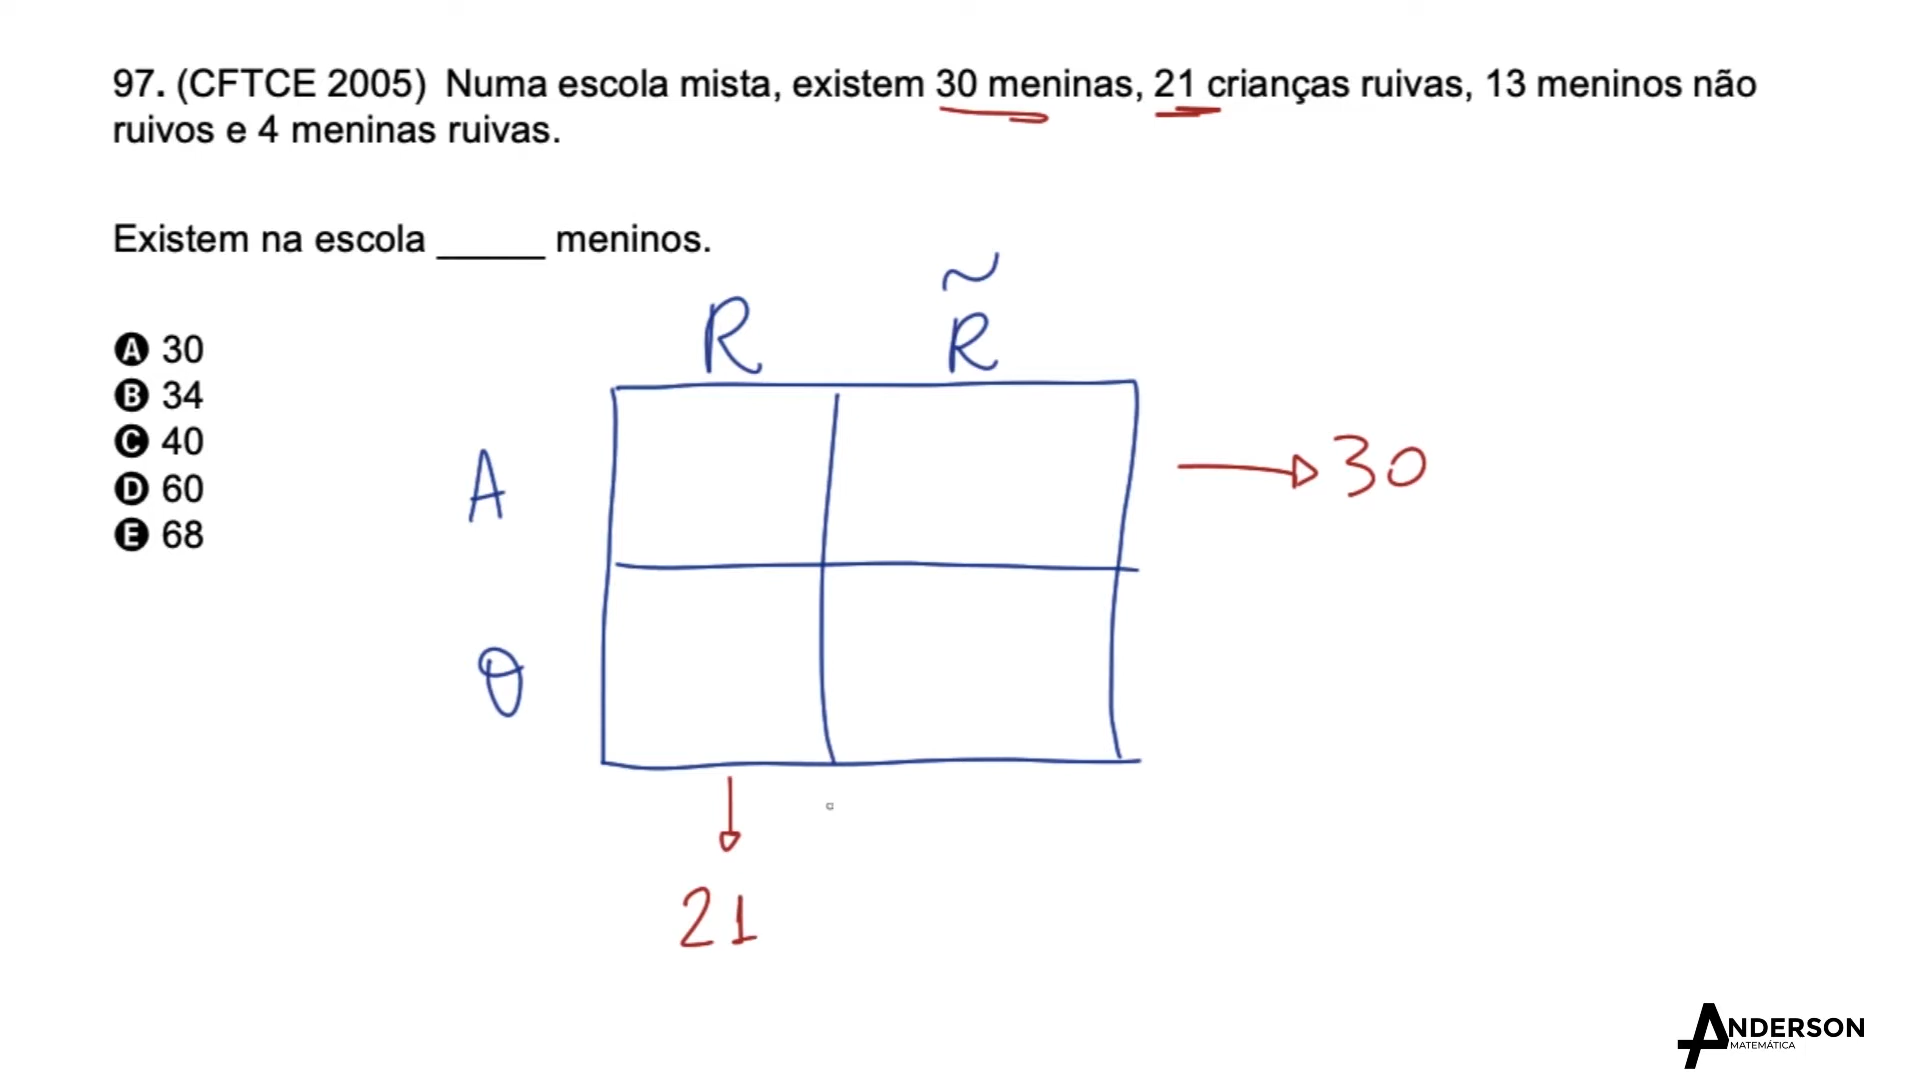 97. (CFTCE 2005) Numa escola mista, existem 30 meninas, 21 crianças ruivas, 13 meninos não
ruivos e 4 meninas ruivas.
Existem na escola _____ meninos.
A 30
B 34
C 40
D 60
E 68
R ~R
A
O
30
21
ANDERSON
MATEMÁTICA